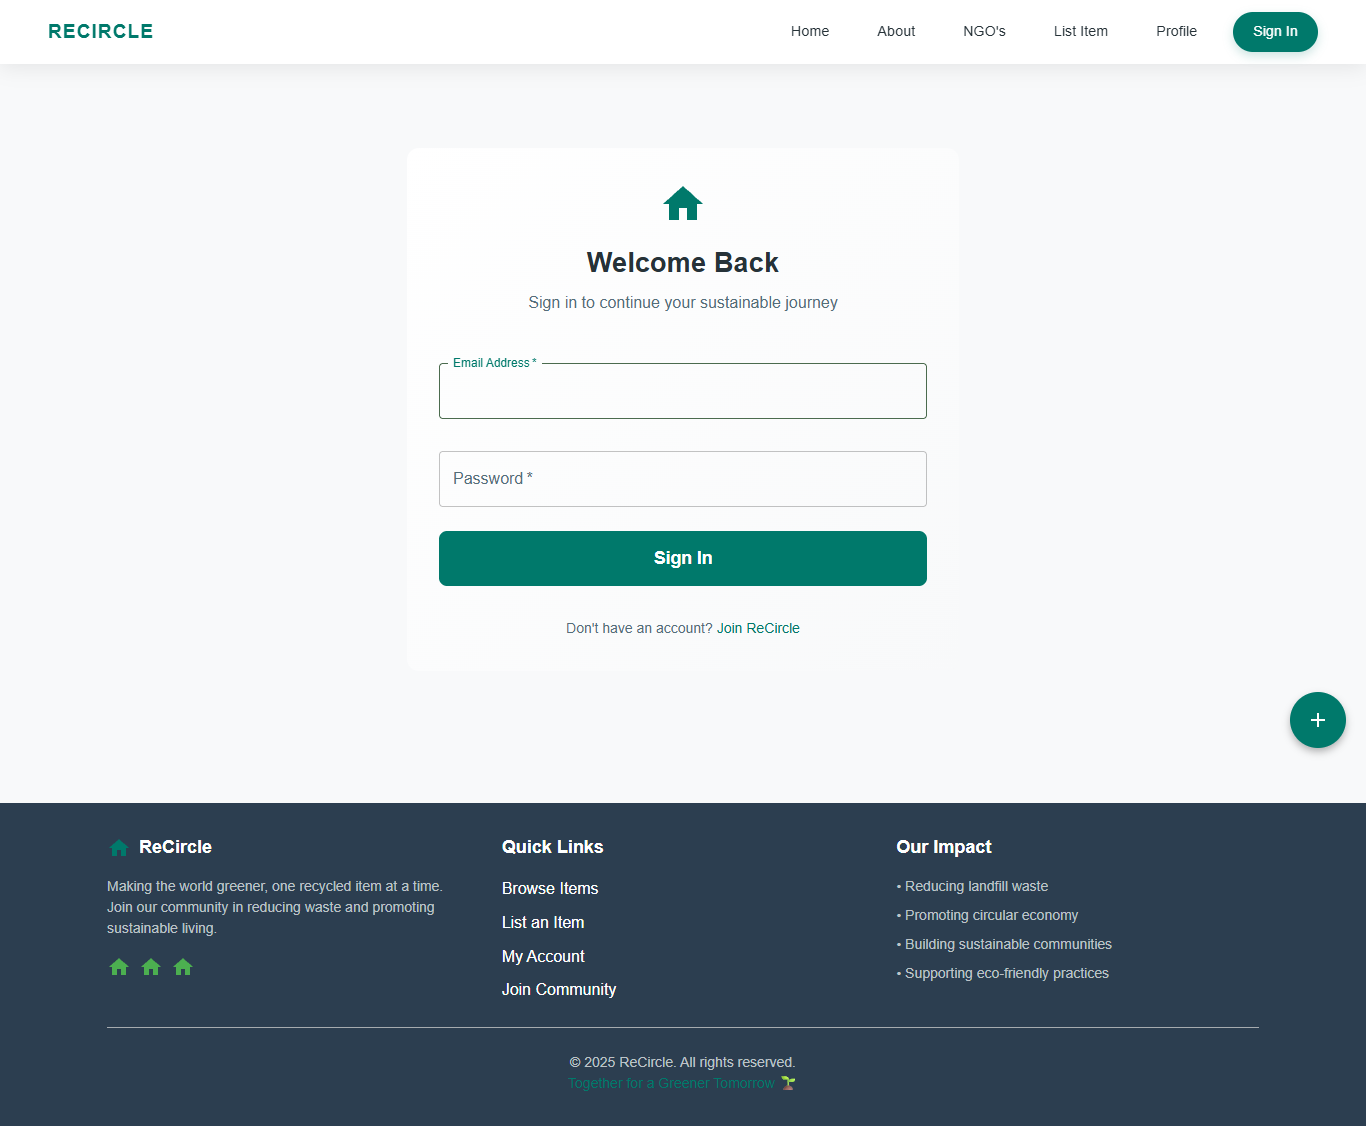 RECIRCLE
Home
About
NGO's
List Item
Profile
Sign In
Welcome Back
Sign in to continue your sustainable journey
Email Address *
Password *
Sign In
Don't have an account? Join ReCircle
+
ReCircle
Making the world greener, one recycled item at a time.
Join our community in reducing waste and promoting
sustainable living.
Quick Links
Browse Items
List an Item
My Account
Join Community
Our Impact
• Reducing landfill waste
• Promoting circular economy
• Building sustainable communities
• Supporting eco-friendly practices
© 2025 ReCircle. All rights reserved.
Together for a Greener Tomorrow 🌱